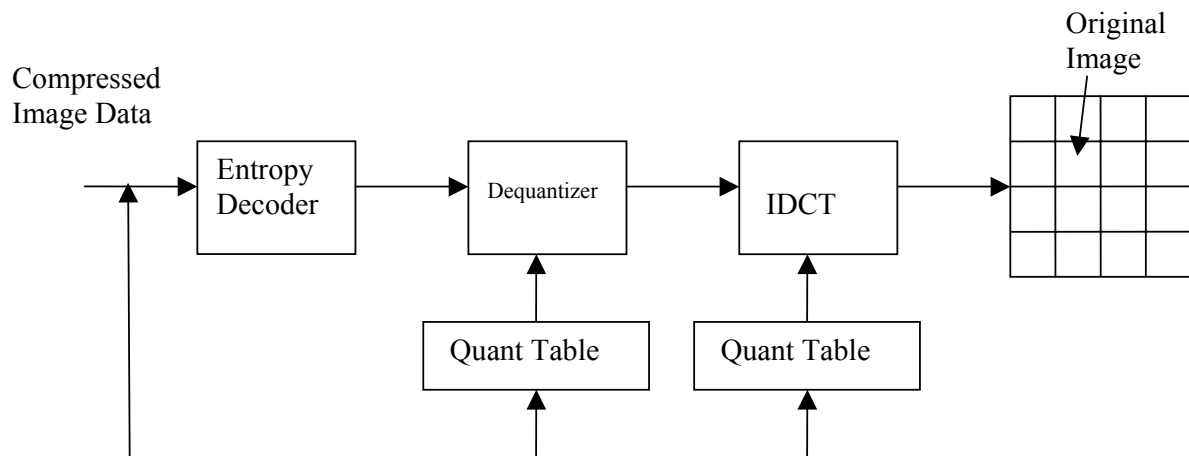 Original
Image
Compressed
Image Data
Entropy
Decoder
Dequantizer
IDCT
Quant Table
Quant Table